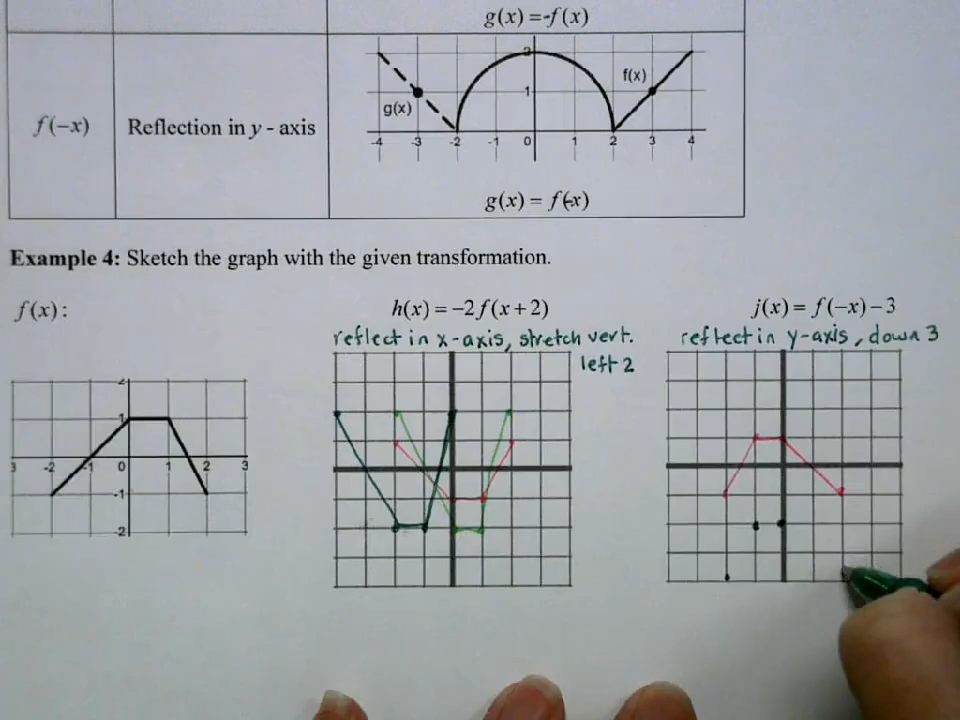 g(x) = -f(x)
f(-x)
Reflection in y - axis
g(x)
f(x)
2
1
-4 -3 -2 -1 0 1 2 3 4
g(x) = f(-x)
Example 4: Sketch the graph with the given transformation.
f(x):
h(x) = -2f(x+2)
j(x) = f(-x)-3
reflect in x-axis, stretch vert.
left 2
reflect in y-axis, down 3
2
1
3 -2 -1 0 1 2 3
-1
-2